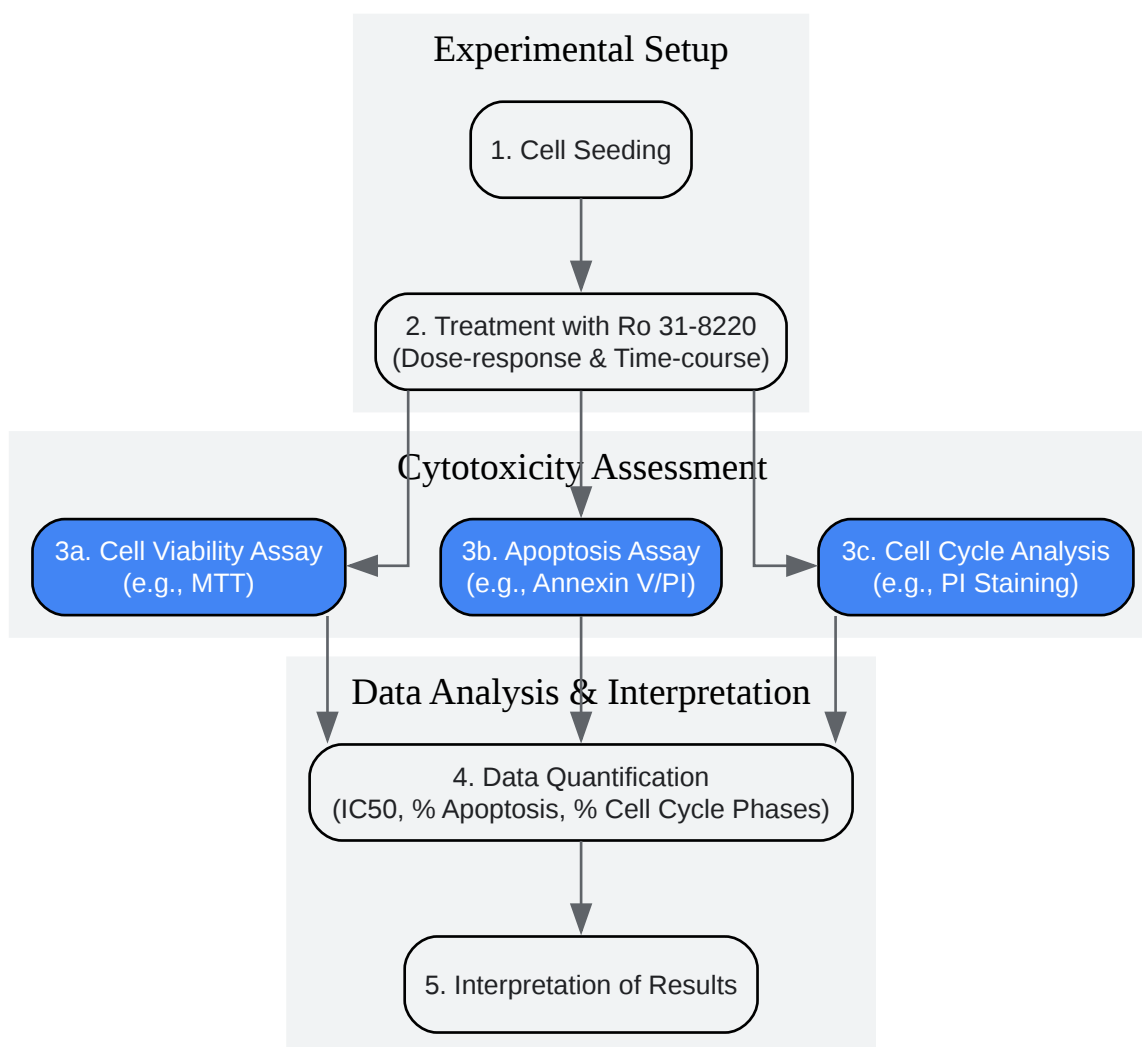 Experimental Setup
1. Cell Seeding
2. Treatment with Ro 31-8220
(Dose-response & Time-course)
Cytotoxicity Assessment
3a. Cell Viability Assay
(e.g., MTT)
3b. Apoptosis Assay
(e.g., Annexin V/PI)
3c. Cell Cycle Analysis
(e.g., PI Staining)
Data Analysis & Interpretation
4. Data Quantification
(IC50, % Apoptosis, % Cell Cycle Phases)
5. Interpretation of Results